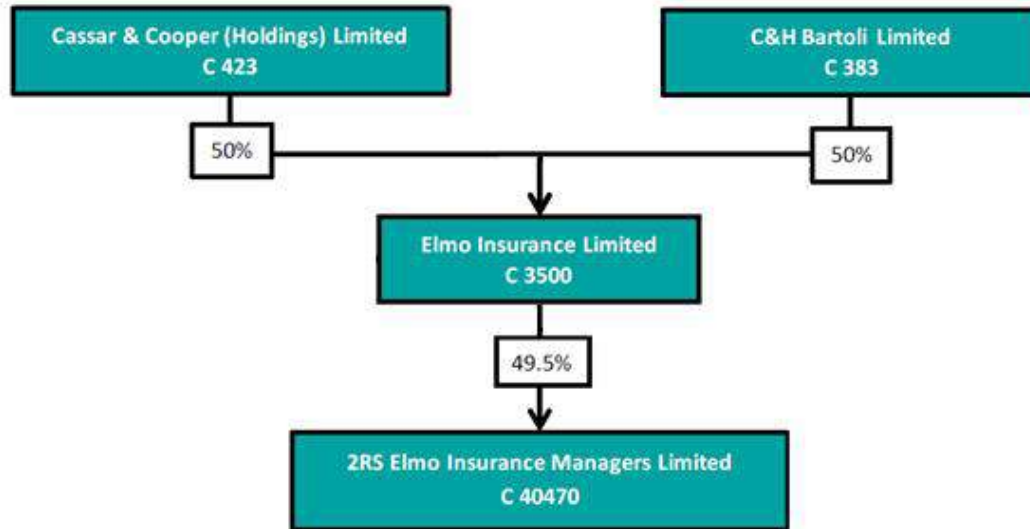 Cassar & Cooper (Holdings) Limited
C 423
C&H Bartoli Limited
C 383
50%
50%
Elmo Insurance Limited
C 3500
49.5%
2RS Elmo Insurance Managers Limited
C 40470